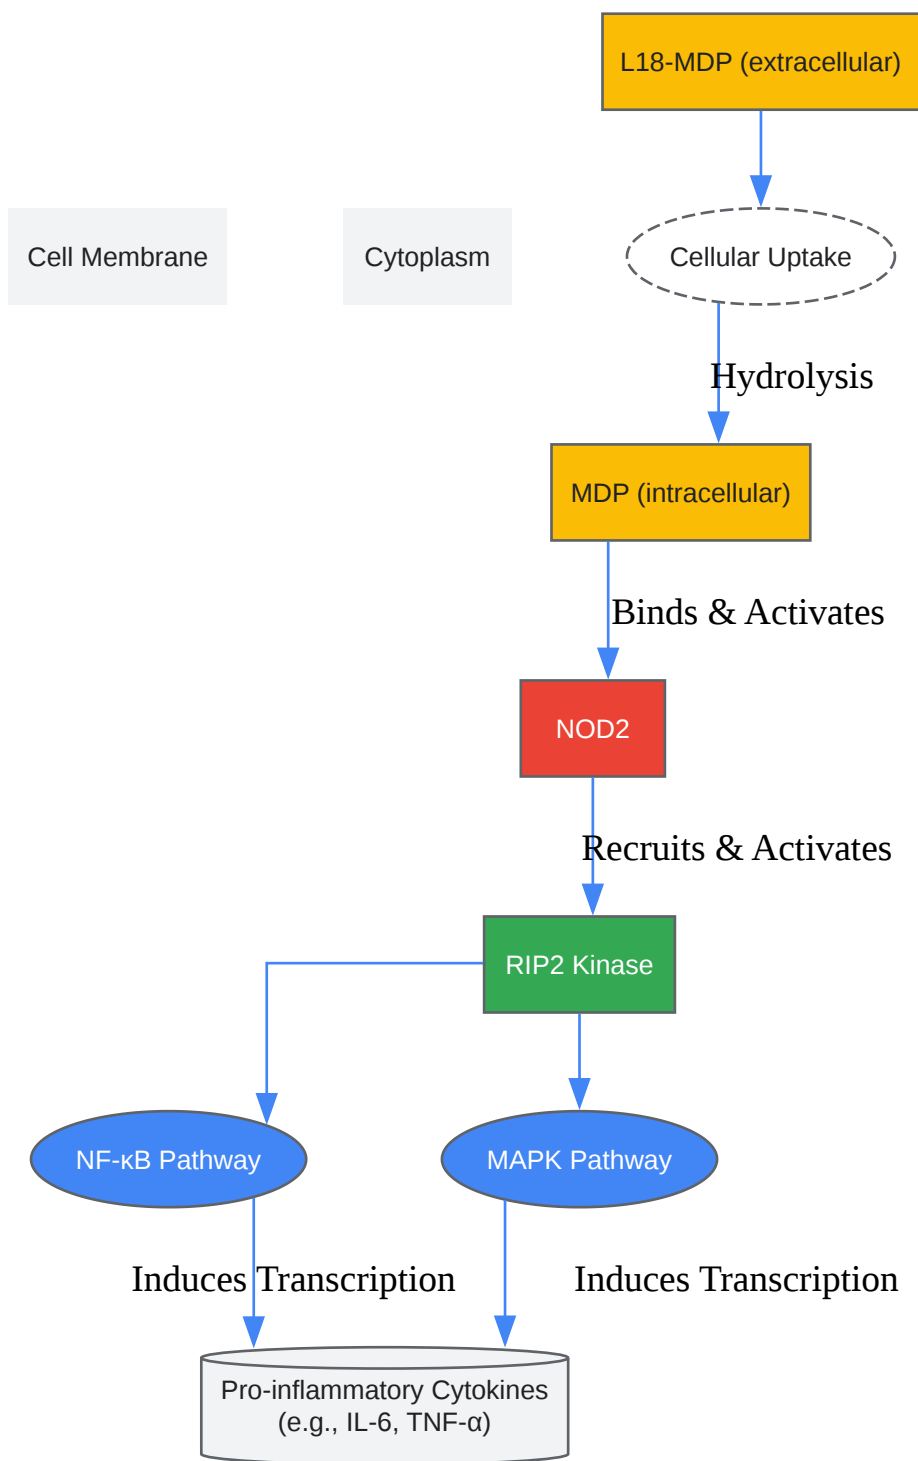 L18-MDP (extracellular)
Cell Membrane
Cytoplasm
Cellular Uptake
Hydrolysis
MDP (intracellular)
Binds & Activates
NOD2
Recruits & Activates
RIP2 Kinase
NF-κB Pathway
MAPK Pathway
Induces Transcription
Induces Transcription
Pro-inflammatory Cytokines
(e.g., IL-6, TNF-α)